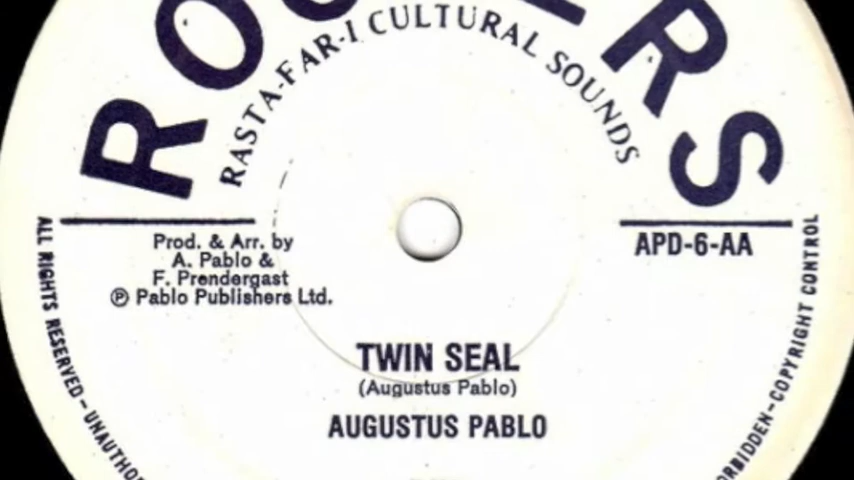 RASTA-FAR-I CULTURAL SOUNDS
Prod. & Arr. by
A. Pablo &
F. Prendergast
℗ Pablo Publishers Ltd.
APD-6-AA
TWIN SEAL
(Augustus Pablo)
AUGUSTUS PABLO
ALL RIGHTS RESERVED-
-COPYRIGHT CONTROL